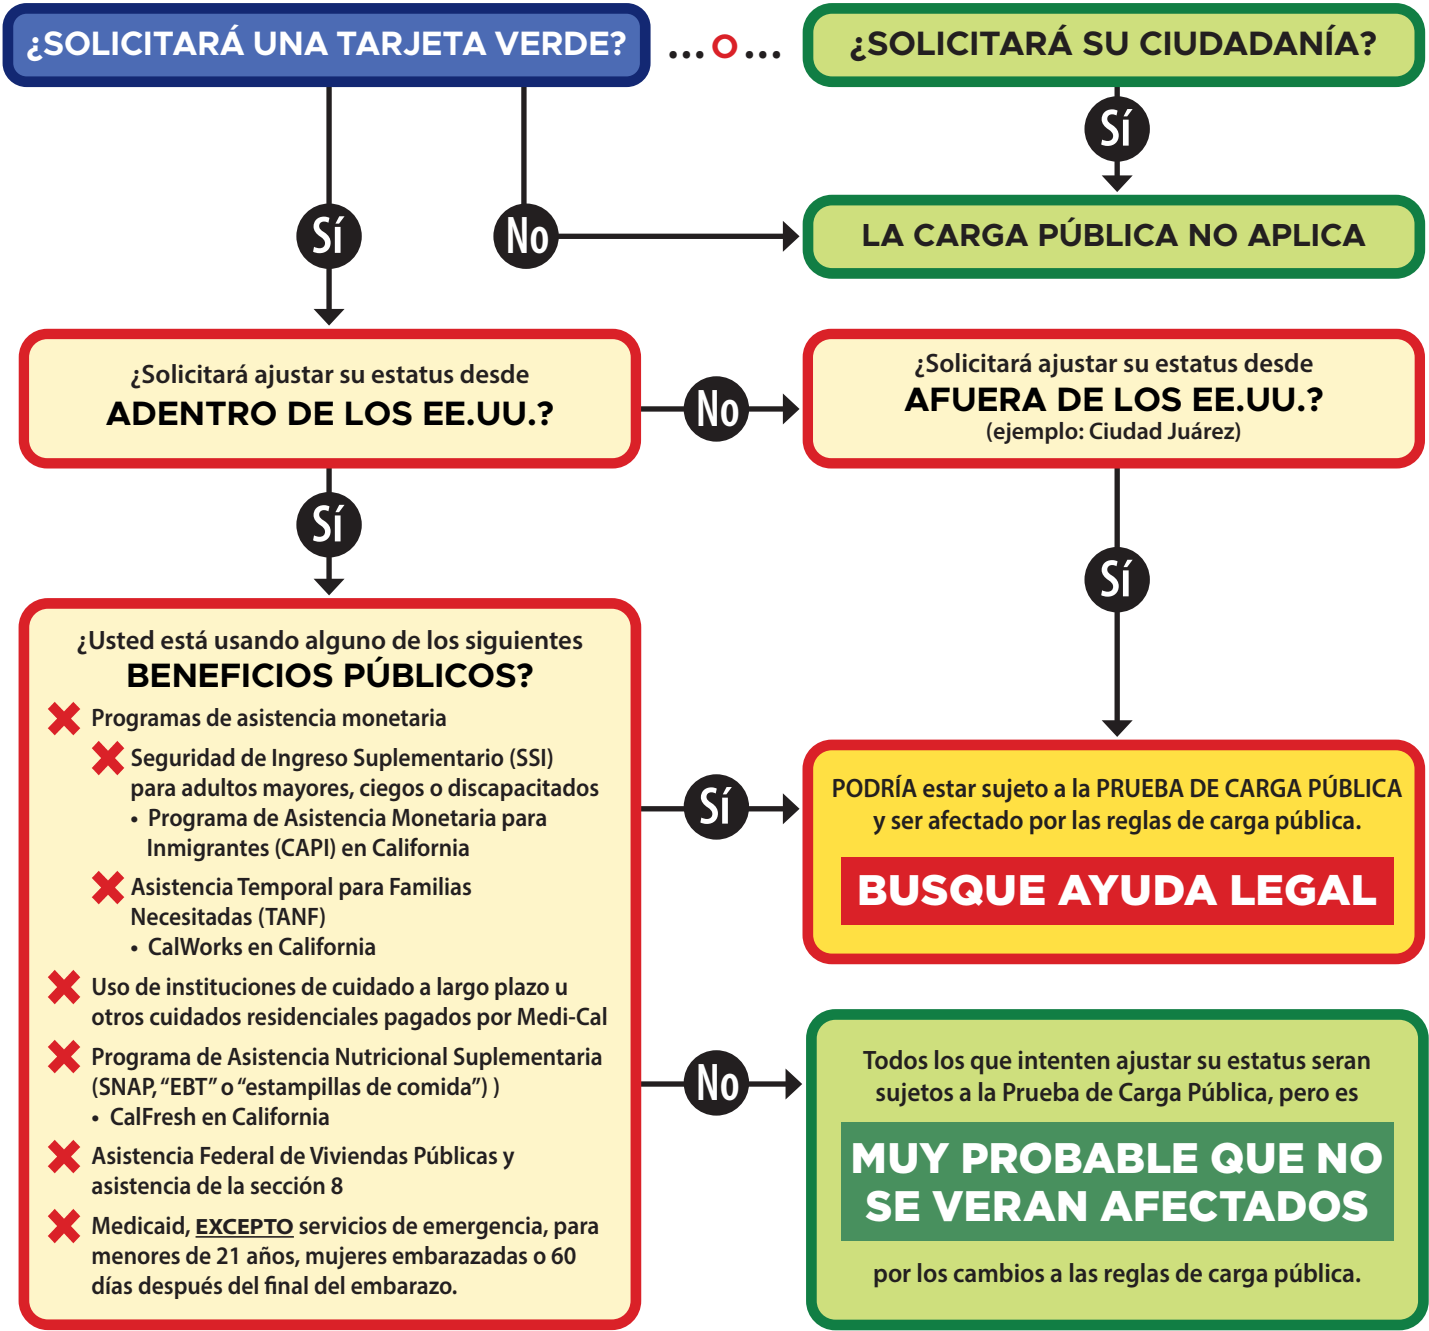 ¿SOLICITARÁ UNA TARJETA VERDE?
...O...
¿SOLICITARÁ SU CIUDADANÍA?
Sí
Sí
No
LA CARGA PÚBLICA NO APLICA
¿Solicitará ajustar su estatus desde
ADENTRO DE LOS EE.UU.?
No
¿Solicitará ajustar su estatus desde
AFUERA DE LOS EE.UU.?
(ejemplo: Ciudad Juárez)
Sí
Sí
¿Usted está usando alguno de los siguientes
BENEFICIOS PÚBLICOS?
Programas de asistencia monetaria
Seguridad de Ingreso Suplementario (SSI)
para adultos mayores, ciegos o discapacitados
• Programa de Asistencia Monetaria para
Inmigrantes (CAPI) en California
Asistencia Temporal para Familias
Necesitadas (TANF)
• CalWorks en California
Uso de instituciones de cuidado a largo plazo u
otros cuidados residenciales pagados por Medi-Cal
Programa de Asistencia Nutricional Suplementaria
(SNAP, “EBT” o “estampillas de comida”) )
• CalFresh en California
Asistencia Federal de Viviendas Públicas y
asistencia de la sección 8
Medicaid, EXCEPTO servicios de emergencia, para
menores de 21 años, mujeres embarazadas o 60
días después del final del embarazo.
Sí
PODRÍA estar sujeto a la PRUEBA DE CARGA PÚBLICA
y ser afectado por las reglas de carga pública.
BUSQUE AYUDA LEGAL
No
Todos los que intenten ajustar su estatus seran
sujetos a la Prueba de Carga Pública, pero es
MUY PROBABLE QUE NO
SE VERAN AFECTADOS
por los cambios a las reglas de carga pública.